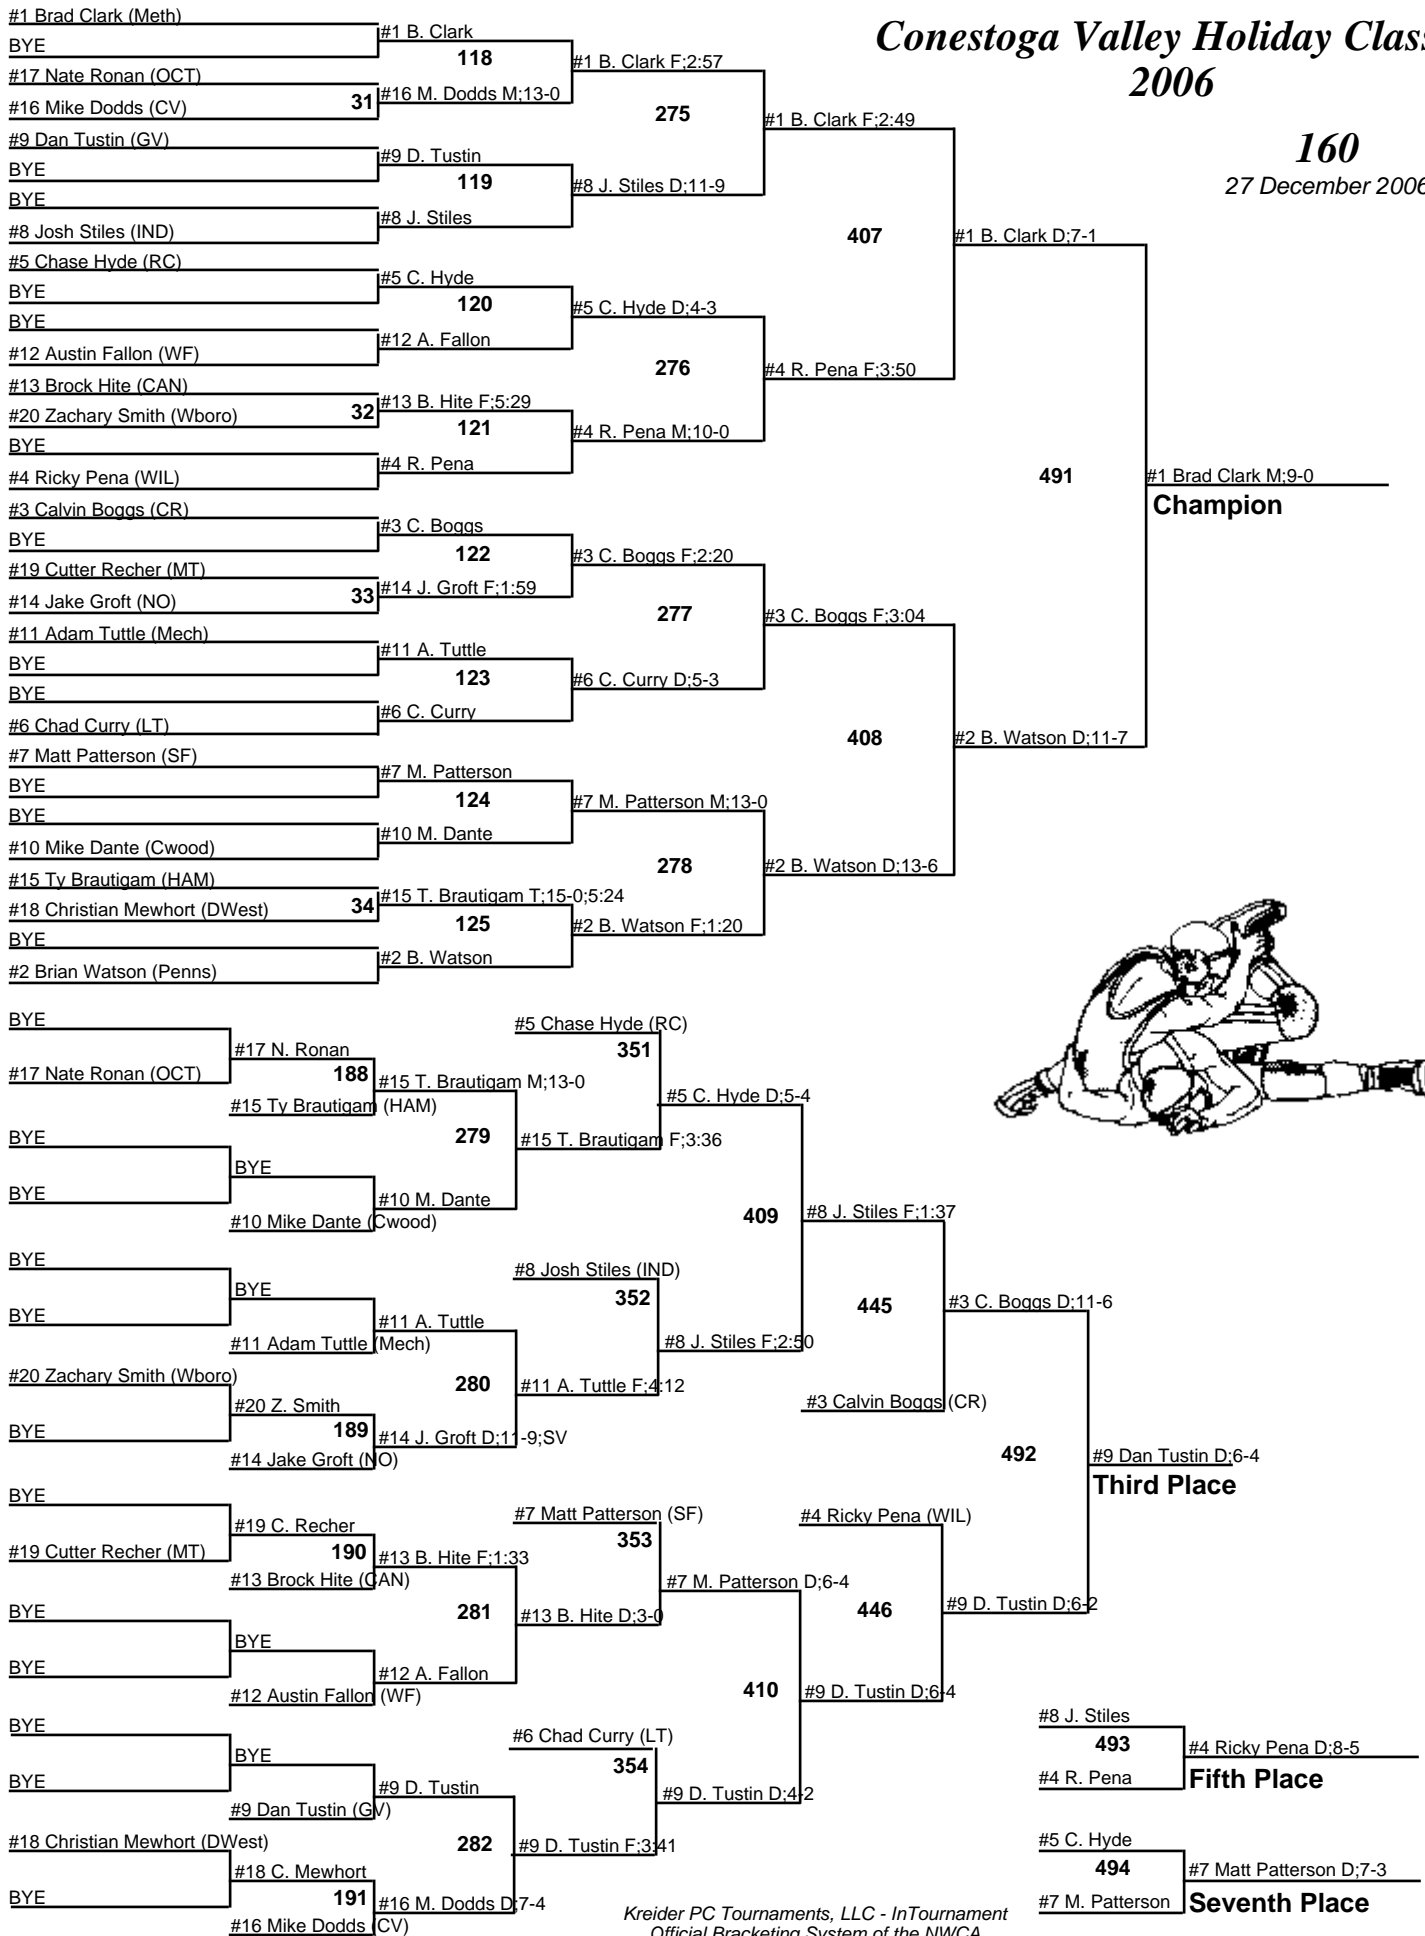 Conestoga Valley Holiday Clas
2006
160
27 December 2006
#1 Brad Clark (Meth)
BYE
#17 Nate Ronan (OCT)
#16 Mike Dodds (CV)
#9 Dan Tustin (GV)
BYE
BYE
#8 Josh Stiles (IND)
#5 Chase Hyde (RC)
BYE
BYE
#12 Austin Fallon (WF)
#13 Brock Hite (CAN)
#20 Zachary Smith (Wboro)
BYE
#4 Ricky Pena (WIL)
#3 Calvin Boggs (CR)
BYE
#19 Cutter Recher (MT)
#14 Jake Groft (NO)
#11 Adam Tuttle (Mech)
BYE
BYE
#6 Chad Curry (LT)
#7 Matt Patterson (SF)
BYE
BYE
#10 Mike Dante (Cwood)
#15 Ty Brautigam (HAM)
#18 Christian Mewhort (DWest)
BYE
#2 Brian Watson (Penns)
31
32
33
34
#1 B. Clark
118
#16 M. Dodds M;13-0
#9 D. Tustin
119
#8 J. Stiles
#5 C. Hyde
120
#12 A. Fallon
#13 B. Hite F;5:29
121
#4 R. Pena
#3 C. Boggs
122
#14 J. Groft F;1:59
#11 A. Tuttle
123
#6 C. Curry
#7 M. Patterson
124
#10 M. Dante
#15 T. Brautigam T;15-0;5:24
125
#2 B. Watson
#1 B. Clark F;2:57
275
#8 J. Stiles D;11-9
#5 C. Hyde D;4-3
276
#4 R. Pena M;10-0
#3 C. Boggs F;2:20
277
#6 C. Curry D;5-3
#7 M. Patterson M;13-0
278
#2 B. Watson F;1:20
#1 B. Clark F;2:49
407
#4 R. Pena F;3:50
#3 C. Boggs F;3:04
408
#2 B. Watson D;13-6
#1 B. Clark D;7-1
491
#2 B. Watson D;11-7
#1 Brad Clark M;9-0
Champion
BYE
#17 Nate Ronan (OCT)
BYE
BYE
BYE
BYE
#20 Zachary Smith (Wboro)
BYE
BYE
#19 Cutter Recher (MT)
BYE
BYE
BYE
BYE
#18 Christian Mewhort (DWest)
BYE
#17 N. Ronan
188
#15 Ty Brautigam (HAM)
BYE
#10 Mike Dante (Cwood)
BYE
#11 Adam Tuttle (Mech)
#20 Z. Smith
189
#14 Jake Groft (NO)
#19 C. Recher
190
#13 Brock Hite (CAN)
BYE
#12 Austin Fallon (WF)
BYE
#9 Dan Tustin (GV)
#18 C. Mewhort
191
#16 Mike Dodds (CV)
#15 T. Brautigam M;13-0
279
#10 M. Dante
#11 A. Tuttle
280
#14 J. Groft D;11-9;SV
#13 B. Hite F;1:33
281
#12 A. Fallon
#9 D. Tustin
282
#16 M. Dodds D;7-4
#5 Chase Hyde (RC)
351
#15 T. Brautigam F;3:36
#8 Josh Stiles (IND)
352
#11 A. Tuttle F;4:12
#7 Matt Patterson (SF)
353
#13 B. Hite D;3-0
#6 Chad Curry (LT)
354
#9 D. Tustin F;3:41
#5 C. Hyde D;5-4
409
#8 J. Stiles F;2:50
#7 M. Patterson D;6-4
410
#9 D. Tustin D;4-2
#8 J. Stiles F;1:37
445
#3 Calvin Boggs (CR)
#4 Ricky Pena (WIL)
446
#9 D. Tustin D;6-4
#3 C. Boggs D;11-6
492
#9 D. Tustin D;6-2
#9 Dan Tustin D;6-4
Third Place
#8 J. Stiles
493
#4 R. Pena
#4 Ricky Pena D;8-5
Fifth Place
#5 C. Hyde
494
#7 M. Patterson
#7 Matt Patterson D;7-3
Seventh Place
Kreider PC Tournaments, LLC - InTournament
Official Bracketing System of the NWCA